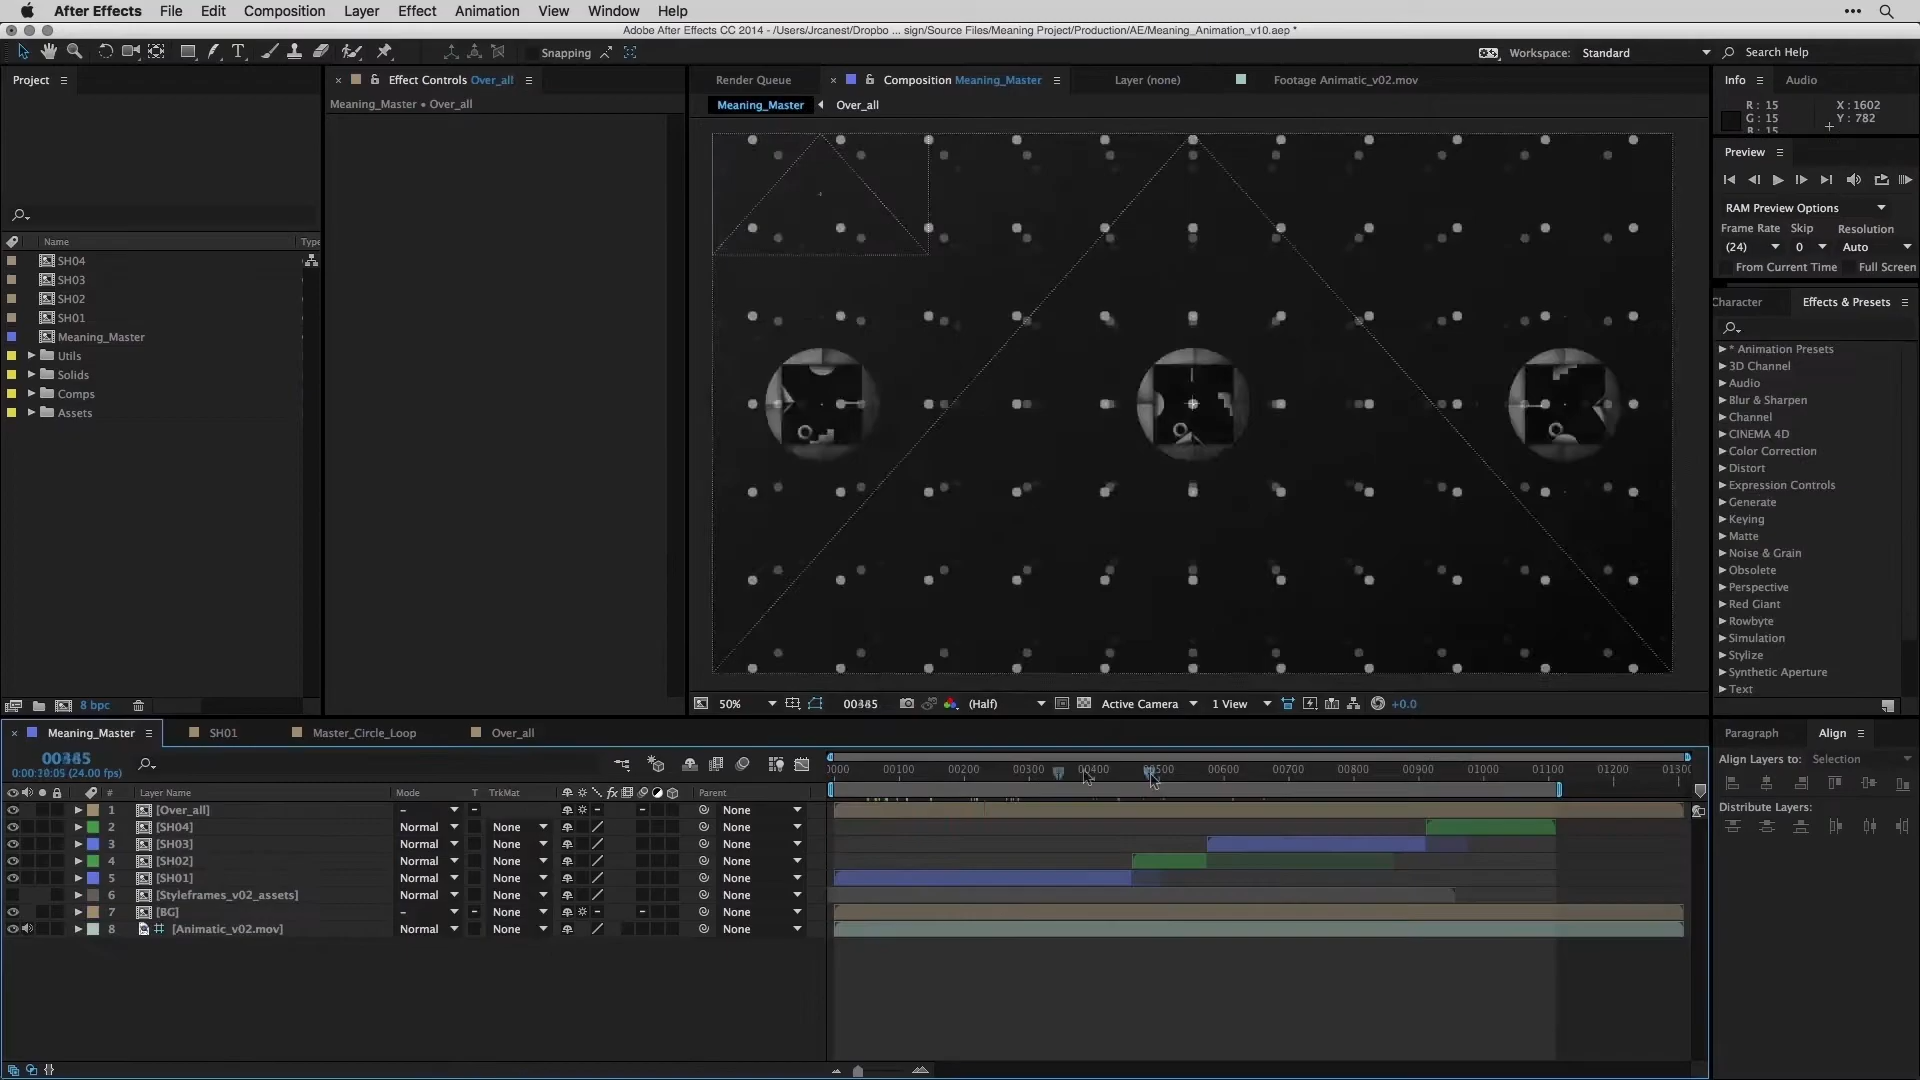 After Effects File Edit Composition Layer Effect Animation View Window Help
Adobe After Effects CC 2014 - /Users/Jrcanest/Dropbo ... sign/Source Files/Meaning Project/Production/AE/Meaning_Animation_v10.aep *
Snapping
Workspace: Standard
Search Help
Project
Effect Controls Over_all
Render Queue
Composition Meaning_Master
Layer (none)
Footage Animatic_v02.mov
Info Audio
Meaning_Master • Over_all
Meaning_Master Over_all
R: 15
G: 15
B: 15
X: 1602
Y: 782
Preview
RAM Preview Options
Frame Rate Skip Resolution
(24) 0 Auto
From Current Time Full Screen
Name Type
SH04
SH03
SH02
SH01
Meaning_Master
Utils
Solids
Comps
Assets
Character Effects & Presets
* Animation Presets
3D Channel
Audio
Blur & Sharpen
Channel
CINEMA 4D
Color Correction
Distort
Expression Controls
Generate
Keying
Matte
Noise & Grain
Obsolete
Perspective
Red Giant
Rowbyte
Simulation
Stylize
Synthetic Aperture
Text
8 bpc
50% (Half) Active Camera 1 View +0.0
Meaning_Master SH01 Master_Circle_Loop Over_all
(24.00 fps)
00100 00200 00300 00400 00500 00600 00700 00800 00900 01000 01100 01200
# Layer Name Mode T TrkMat Parent
1 [Over_all] - None
2 [SH04] Normal None None
3 [SH03] Normal None None
4 [SH02] Normal None None
5 [SH01] Normal None None
6 [Styleframes_v02_assets] Normal None None
7 [BG] - None None
8 [Animatic_v02.mov] Normal None None
Paragraph Align
Align Layers to: Selection
Distribute Layers: